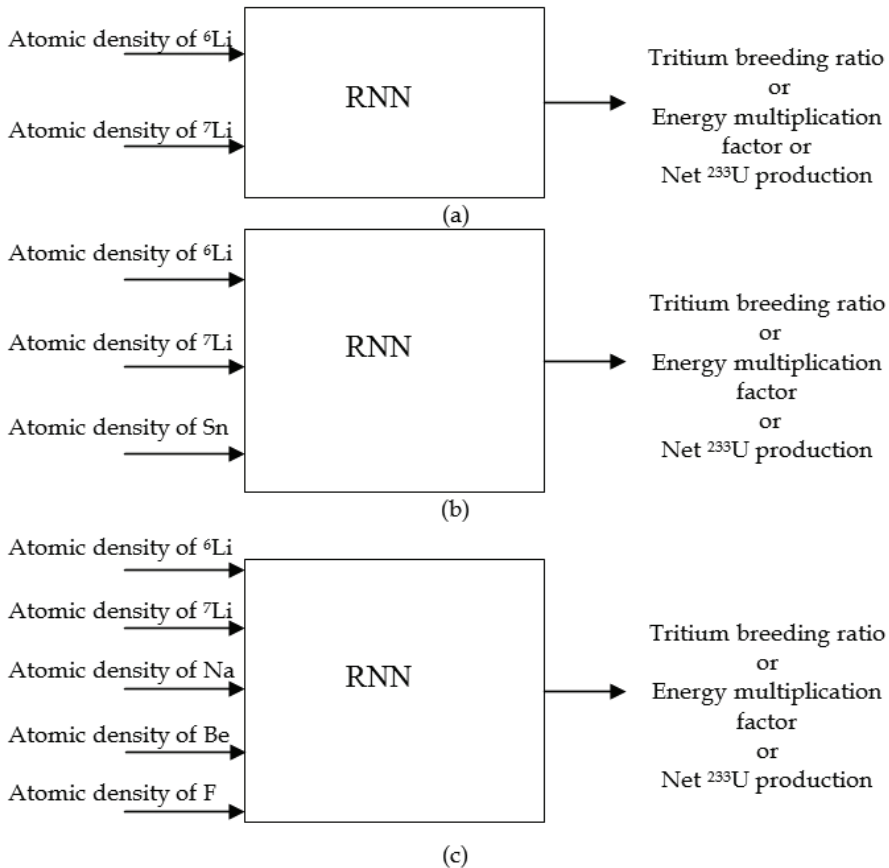 Atomic density of ⁶Li
Atomic density of ⁷Li
RNN
Tritium breeding ratio
or
Energy multiplication
factor or
Net ²³³U production
(a)
Atomic density of ⁶Li
Atomic density of ⁷Li
Atomic density of Sn
RNN
Tritium breeding ratio
or
Energy multiplication
factor
or
Net ²³³U production
(b)
Atomic density of ⁶Li
Atomic density of ⁷Li
Atomic density of Na
Atomic density of Be
Atomic density of F
RNN
Tritium breeding ratio
or
Energy multiplication
factor
or
Net ²³³U production
(c)